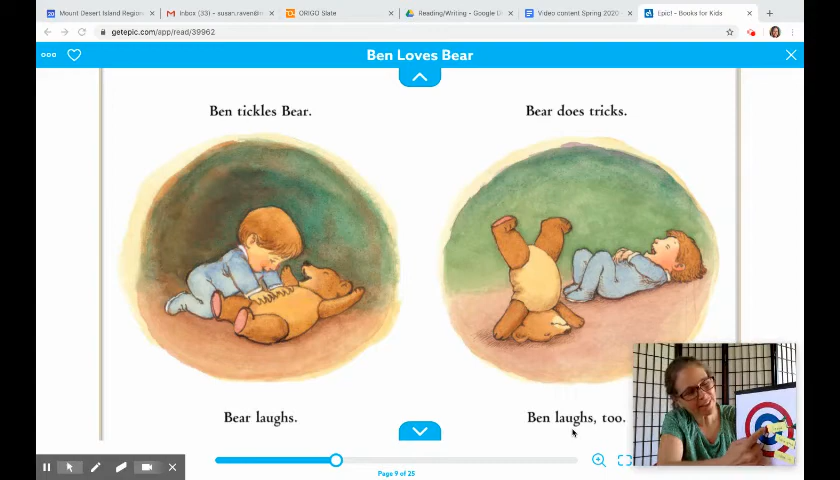 Mount Desert Island Region
Inbox (33) - susan.raven@m
ORIGO Slate
Reading/Writing - Google D
Video content Spring 2020
Epic! - Books for Kids
getepic.com/app/read/39962
Ben Loves Bear
Ben tickles Bear.
Bear does tricks.
Bear laughs.
Ben laughs, too.
Page 9 of 25